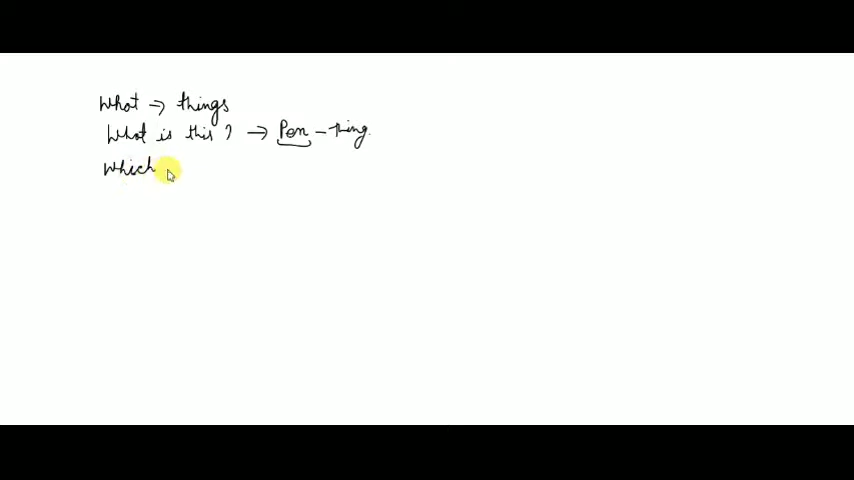 What → things
What is this ? → Pen - Thing.
Which